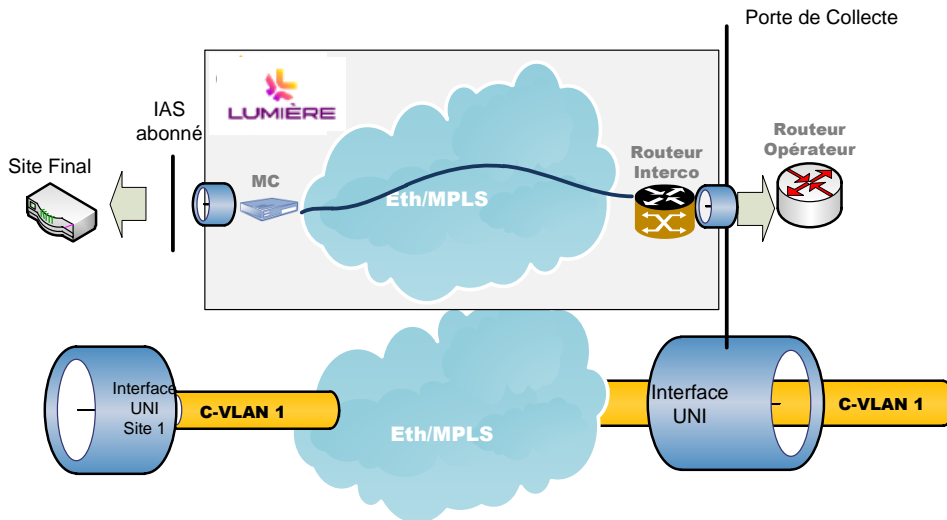 Porte de Collecte
LUMIÈRE
IAS
abonné
Site Final
MC
Eth/MPLS
Routeur
Interco
Routeur
Opérateur
Interface
UNI
Site 1
C-VLAN 1
Eth/MPLS
Interface
UNI
C-VLAN 1